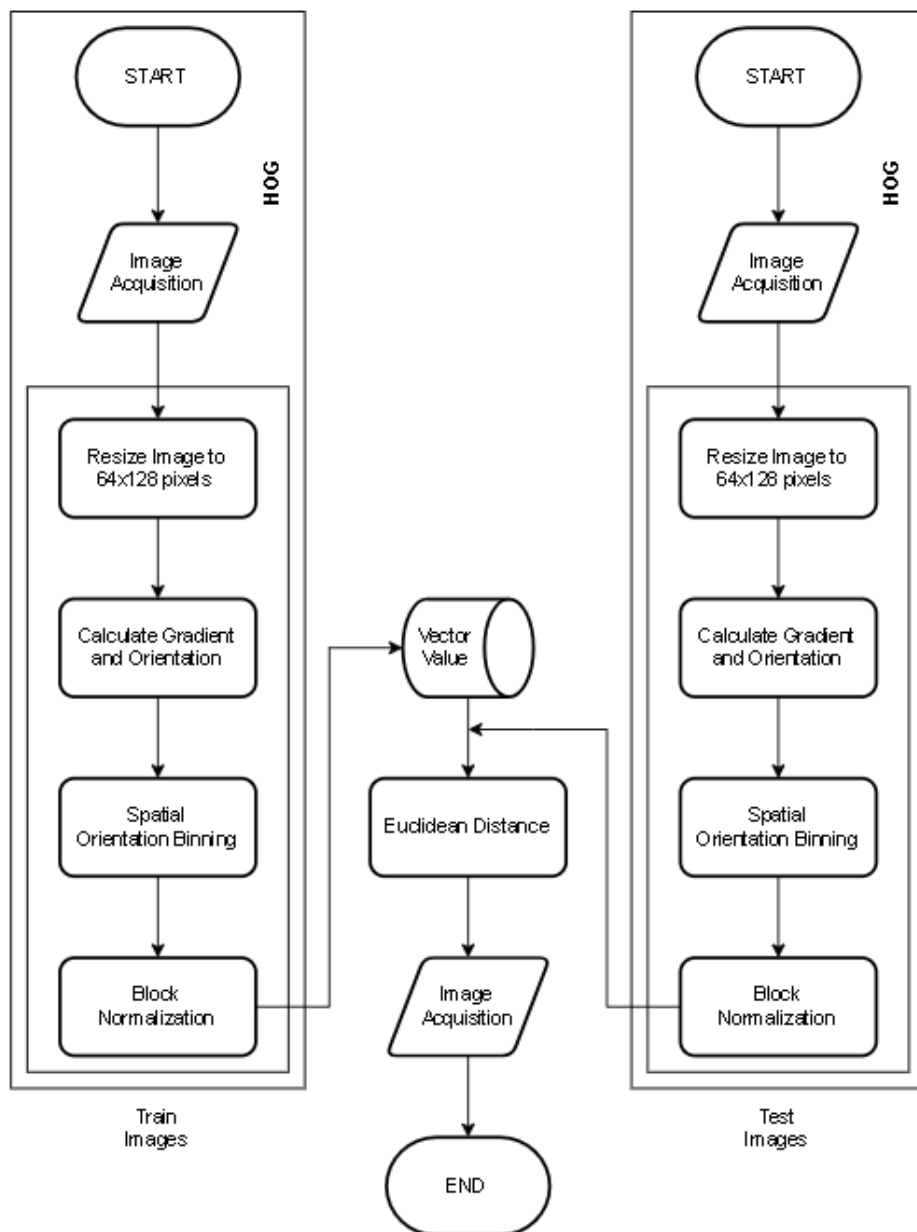 START
HOG
Image
Acquisition
Resize Image to
64x128 pixels
Calculate Gradient
and Orientation
Spatial
Orientation Binning
Block
Normalization
Train
Images
Vector
Value
Euclidean Distance
Image
Acquisition
END
START
HOG
Image
Acquisition
Resize Image to
64x128 pixels
Calculate Gradient
and Orientation
Spatial
Orientation Binning
Block
Normalization
Test
Images